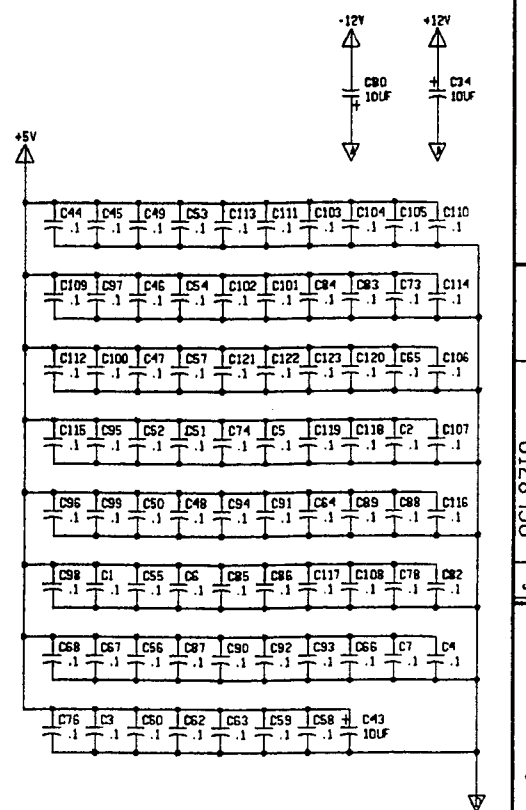 -12V +12V
C80 C34
10UF 10UF
+5V
C44 C45 C49 C53 C113 C111 C103 C104 C105 C110
.1 .1 .1 .1 .1 .1 .1 .1 .1 .1
C109 C97 C46 C54 C102 C101 C84 C83 C73 C114
.1 .1 .1 .1 .1 .1 .1 .1 .1 .1
C112 C100 C47 C57 C121 C122 C123 C120 C65 C106
.1 .1 .1 .1 .1 .1 .1 .1 .1 .1
C115 C95 C52 C51 C74 C5 C119 C118 C2 C107
.1 .1 .1 .1 .1 .1 .1 .1 .1 .1
C96 C99 C50 C48 C94 C91 C64 C89 C88 C116
.1 .1 .1 .1 .1 .1 .1 .1 .1 .1
C98 C1 C55 C6 C85 C86 C117 C108 C78 C82
.1 .1 .1 .1 .1 .1 .1 .1 .1 .1
C68 C67 C56 C87 C90 C92 C93 C66 C7 C4
.1 .1 .1 .1 .1 .1 .1 .1 .1 .1
C76 C3 C60 C62 C63 C59 C58 C43
.1 .1 .1 .1 .1 .1 .1 10UF